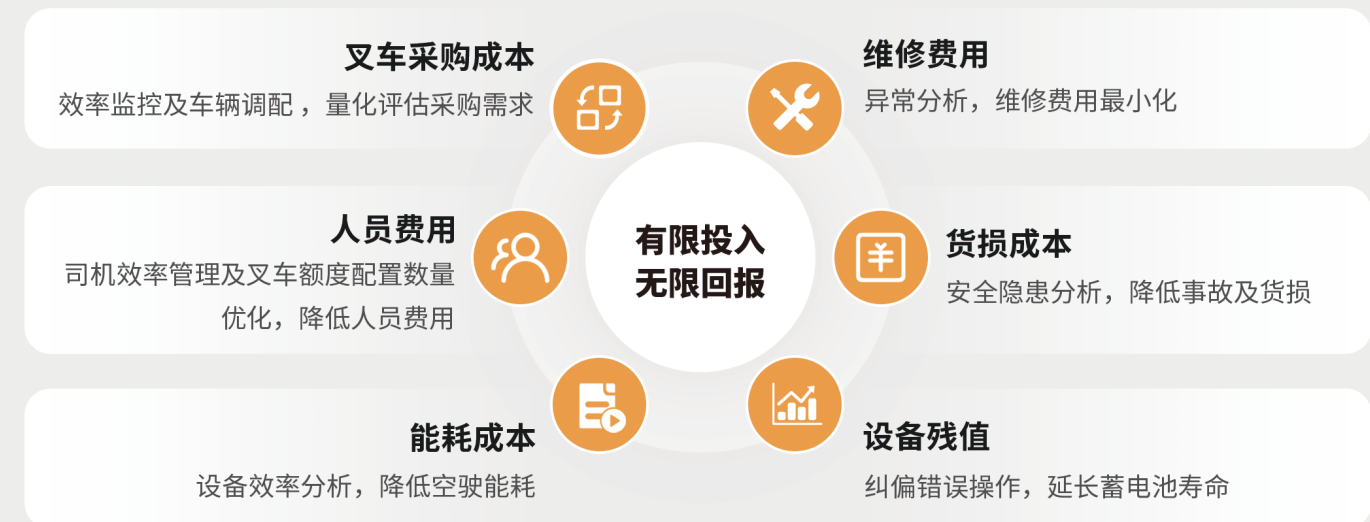 叉车采购成本
效率监控及车辆调配，量化评估采购需求
维修费用
异常分析，维修费用最小化
人员费用
司机效率管理及叉车额度配置数量
优化，降低人员费用
有限投入
无限回报
货损成本
安全隐患分析，降低事故及货损
能耗成本
设备效率分析，降低空驶能耗
设备残值
纠偏错误操作，延长蓄电池寿命